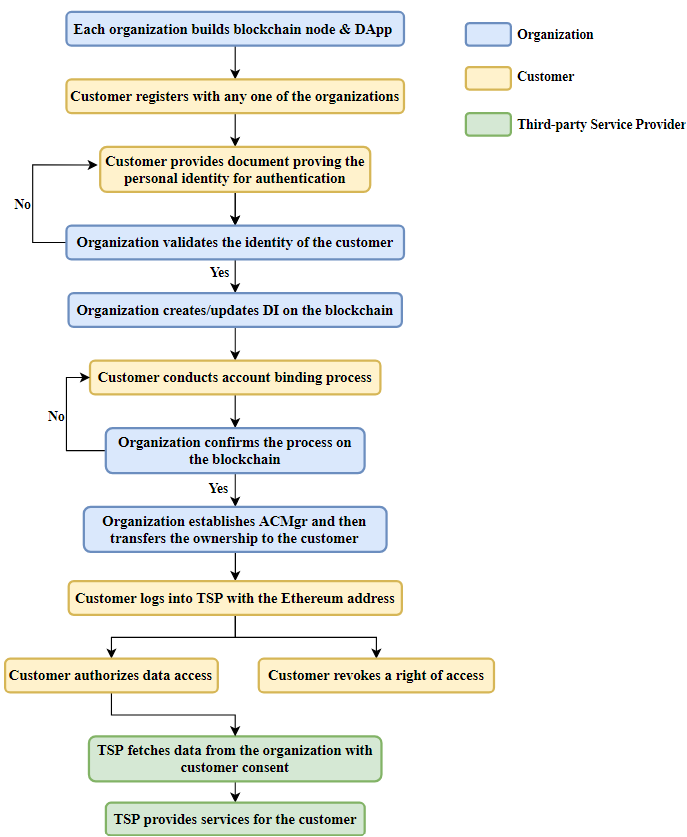 Each organization builds blockchain node & DApp
Organization
Customer
Customer registers with any one of the organizations
Third-party Service Provider
Customer provides document proving the
personal identity for authentication
No
Organization validates the identity of the customer
Yes
Organization creates/updates DI on the blockchain
Customer conducts account binding process
No
Organization confirms the process on
the blockchain
Yes
Organization establishes ACMgr and then
transfers the ownership to the customer
Customer logs into TSP with the Ethereum address
Customer authorizes data access
Customer revokes a right of access
TSP fetches data from the organization with
customer consent
TSP provides services for the customer